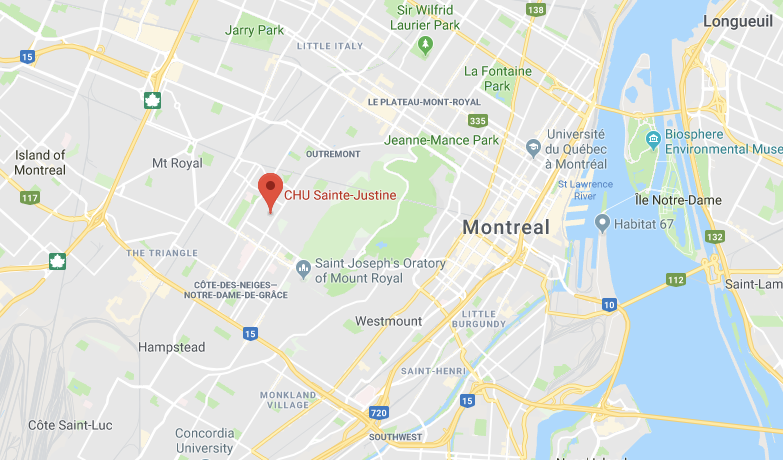 Sir Wilfrid
Laurier Park
138
Longueuil
Jarry Park
LITTLE ITALY
15
La Fontaine
Park
LE PLATEAU-MONT-ROYAL
335
Jeanne-Mance Park
Université
du Québec
à Montréal
Biosphere
Environmental Muse
Island of
Montreal
Mt Royal
OUTREMONT
117
CHU Sainte-Justine
St Lawrence
River
Île Notre-Dame
Montreal
Habitat 67
132
THE TRIANGLE
Saint Joseph's Oratory
of Mount Royal
112
Saint-Lam
CÔTE-DES-NEIGES—
NOTRE-DAME-DE-GRÂCE
10
Westmount
LITTLE
BURGUNDY
15
Hampstead
SAINT-HENRI
MONKLAND
VILLAGE
15
720
Côte Saint-Luc
Concordia
University
SOUTHWEST